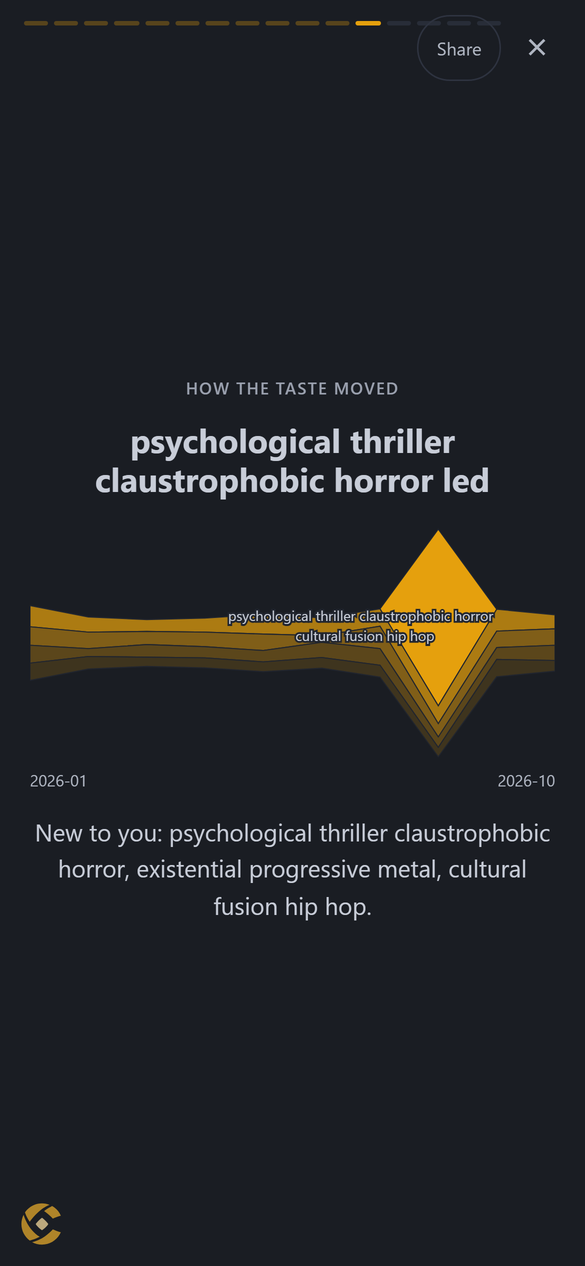 Share
HOW THE TASTE MOVED
psychological thriller
claustrophobic horror led
psychological thriller claustrophobic horror
cultural fusion hip hop
2026-01
2026-10
New to you: psychological thriller claustrophobic
horror, existential progressive metal, cultural
fusion hip hop.